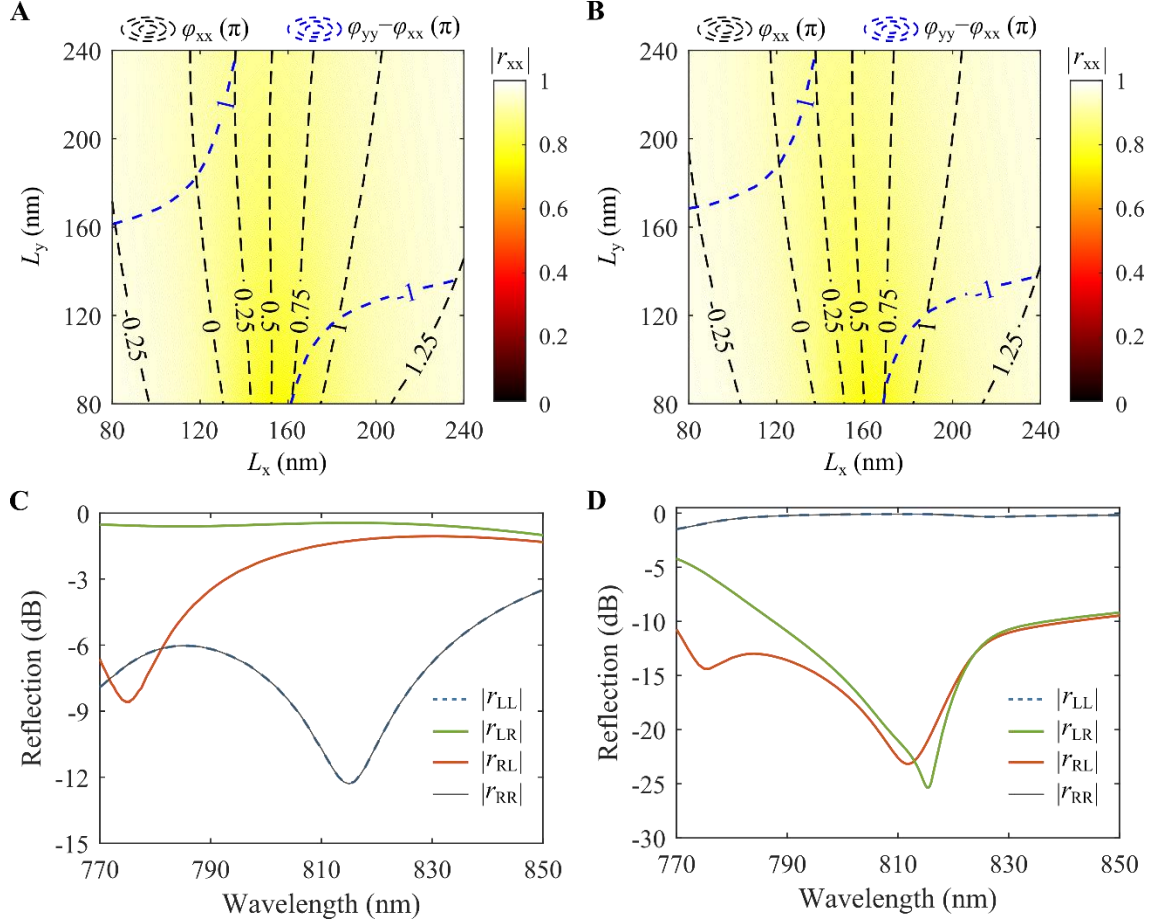 A
φxx (π)
φyy−φxx (π)
|rxx|
240
200
160
120
80
Ly (nm)
80
120
160
200
240
Lx (nm)
-0.25
0
0.25
0.5
0.75
1
1.25
1
1
1
0.8
0.6
0.4
0.2
0
B
φxx (π)
φyy−φxx (π)
|rxx|
240
200
160
120
80
Ly (nm)
80
120
160
200
240
Lx (nm)
-0.25
0
0.25
0.5
0.75
1
1.25
1
1
1
0.8
0.6
0.4
0.2
0
C
0
-3
-6
-9
-12
-15
Reflection (dB)
|rLL|
|rLR|
|rRL|
|rRR|
770
790
810
830
850
Wavelength (nm)
D
0
-5
-10
-15
-20
-25
-30
Reflection (dB)
|rLL|
|rLR|
|rRL|
|rRR|
770
790
810
830
850
Wavelength (nm)